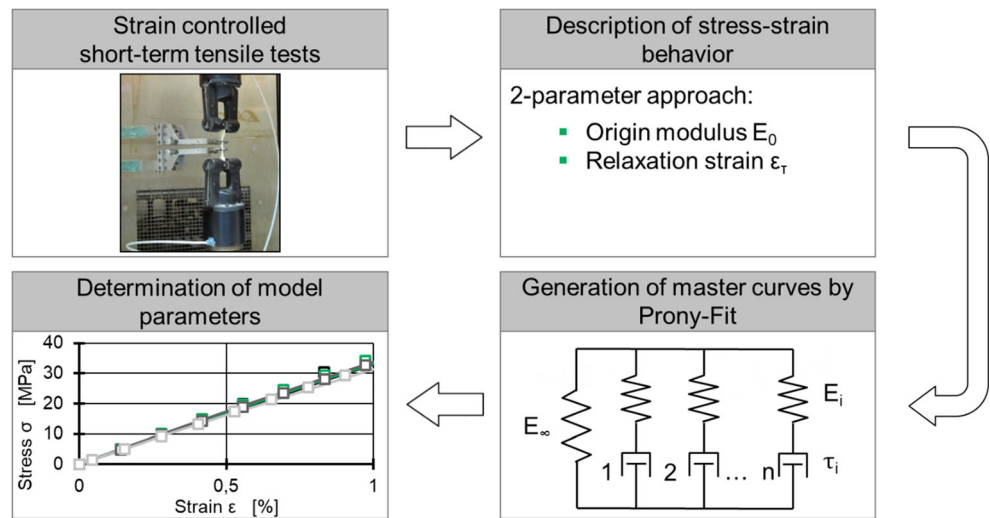 Strain controlled
short-term tensile tests
Description of stress-strain
behavior
2-parameter approach:
Origin modulus E₀
Relaxation strain ε_τ
Generation of master curves by
Prony-Fit
E∞
1
2
...
n
Eᵢ
τᵢ
Determination of model
parameters
Stress σ [MPa]
40
30
20
10
0
0
0,5
1
Strain ε [%]